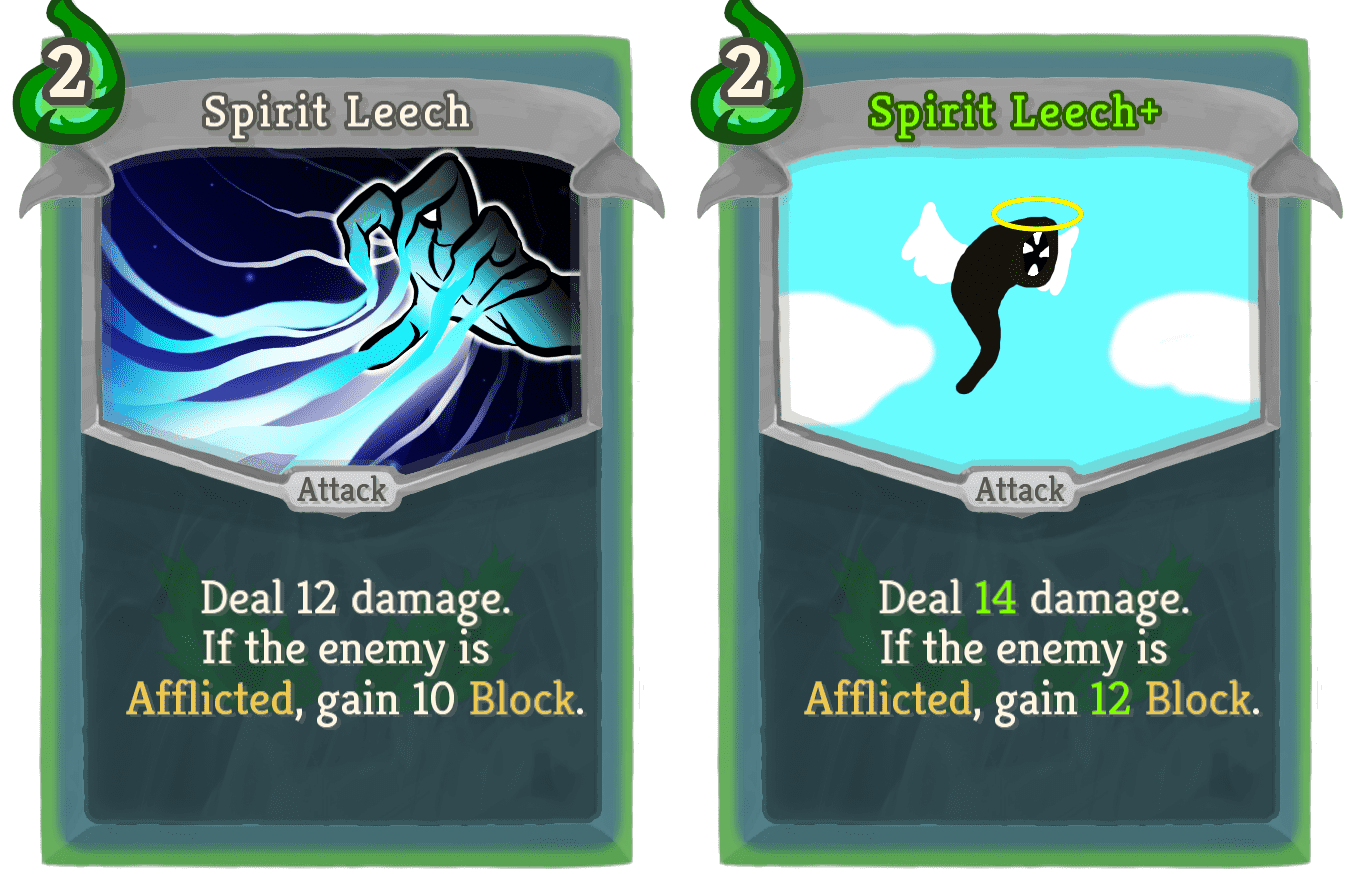 2
Spirit Leech
Attack
Deal 12 damage.
If the enemy is
Afflicted, gain 10 Block.
2
Spirit Leech+
Attack
Deal 14 damage.
If the enemy is
Afflicted, gain 12 Block.